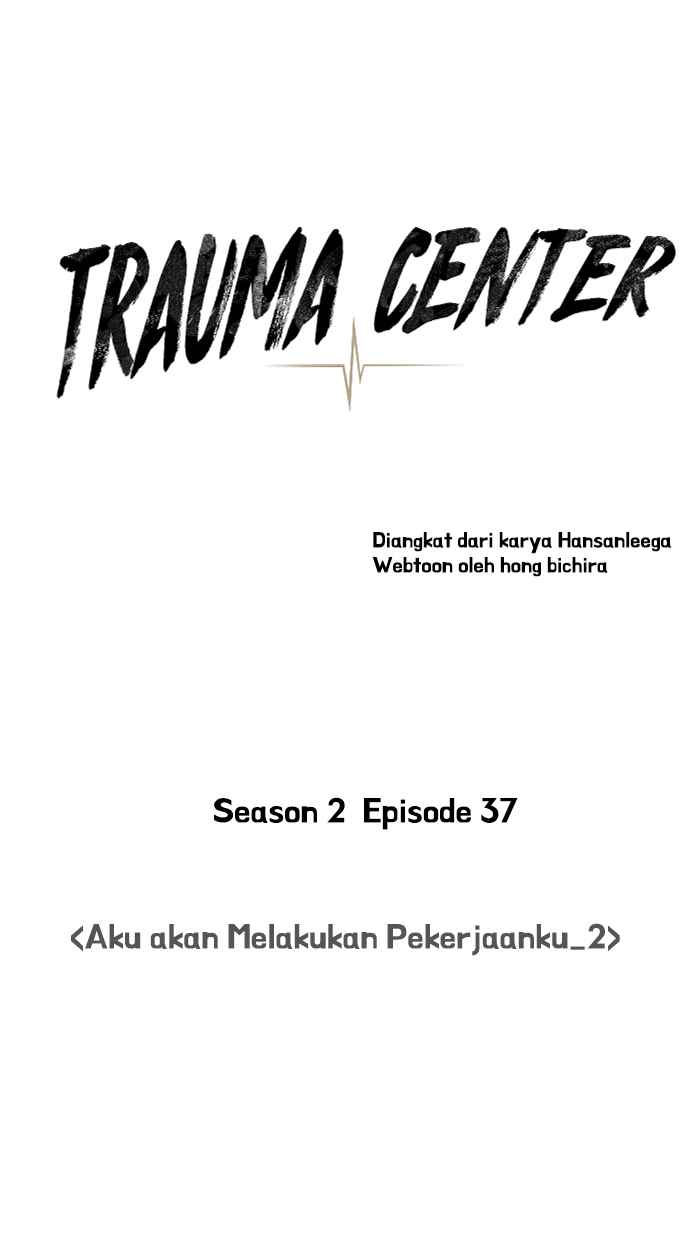 TRAUMA CENTER
Diangkat dari karya Hansanleega
Webtoon oleh hong bichira
Season 2 Episode 37
<Aku akan Melakukan Pekerjaanku_2>